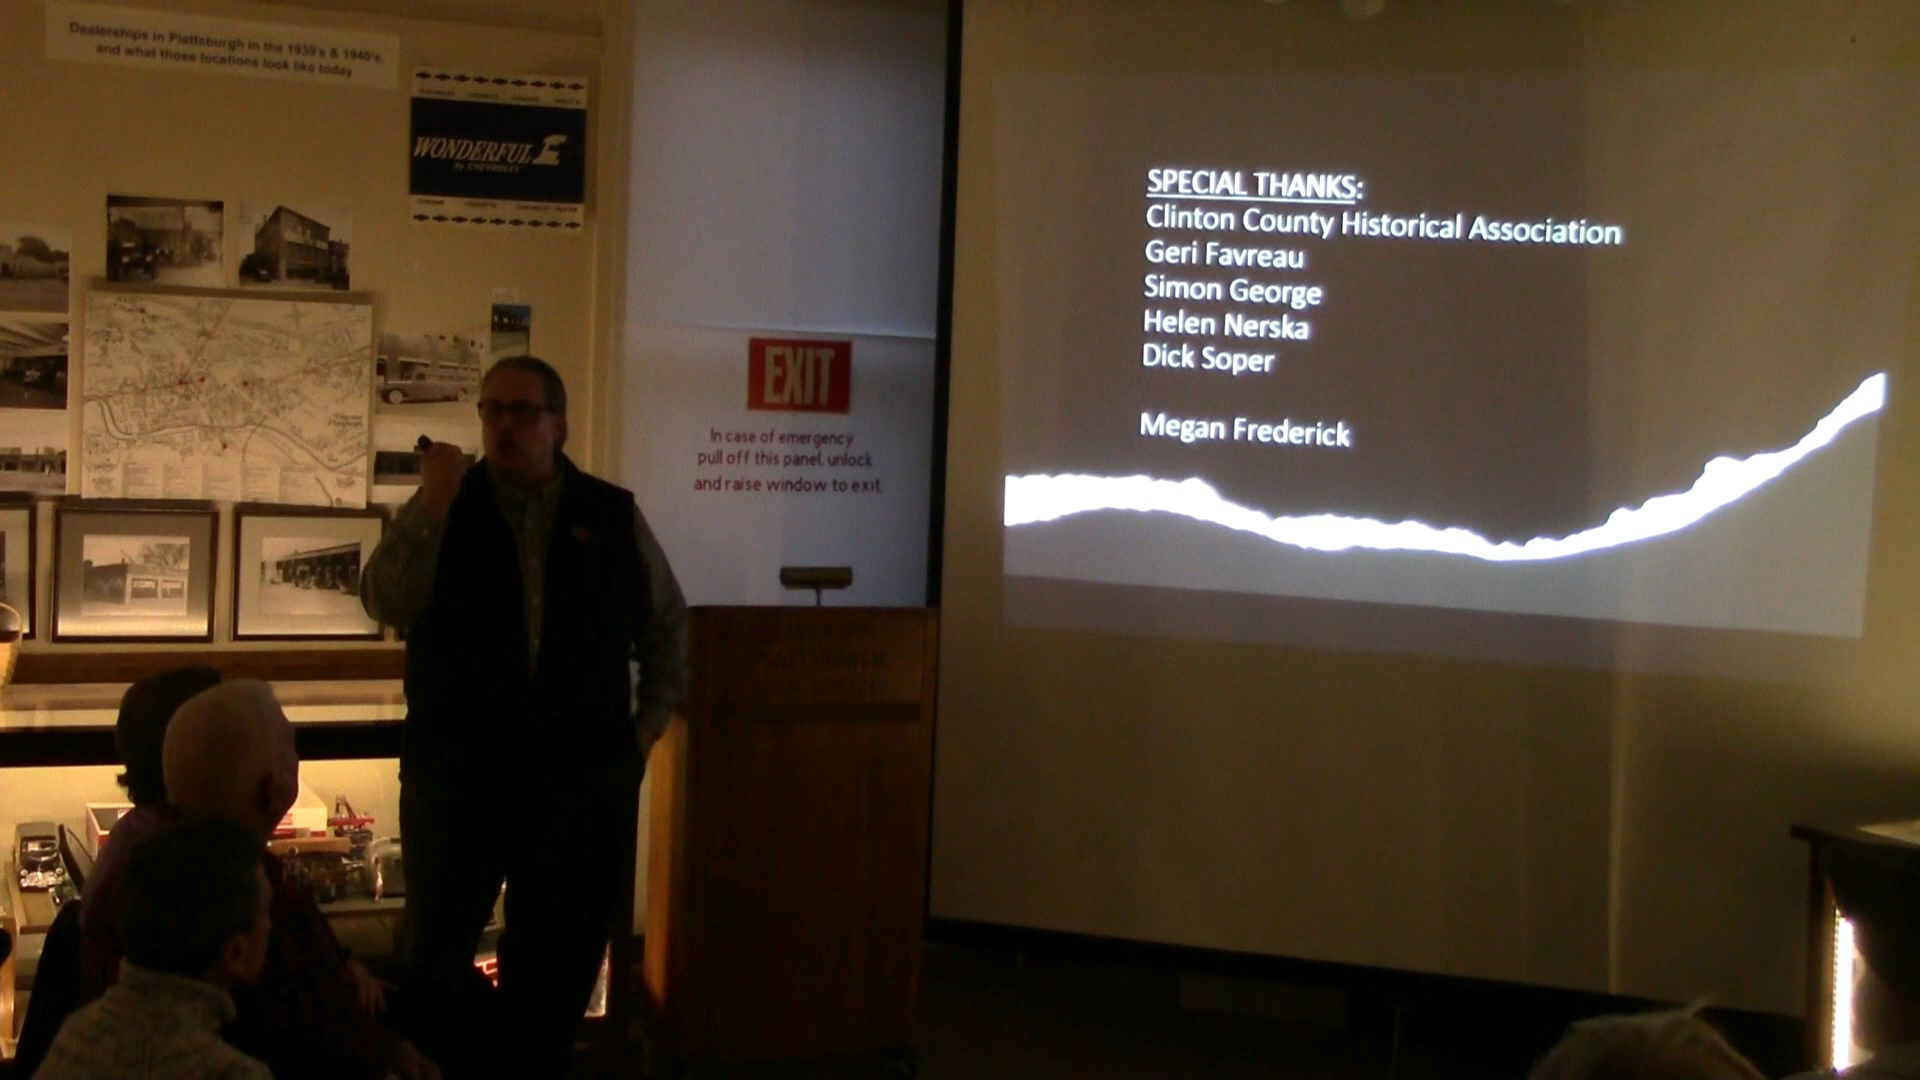 Dealerships in Plattsburgh in the 1930's & 1940's,
and what those locations look like today
WONDERFUL
by CHEVROLET
EXIT
In case of emergency
pull off this panel, unlock
and raise window to exit.
SPECIAL THANKS:
Clinton County Historical Association
Geri Favreau
Simon George
Helen Nerska
Dick Soper
Megan Frederick